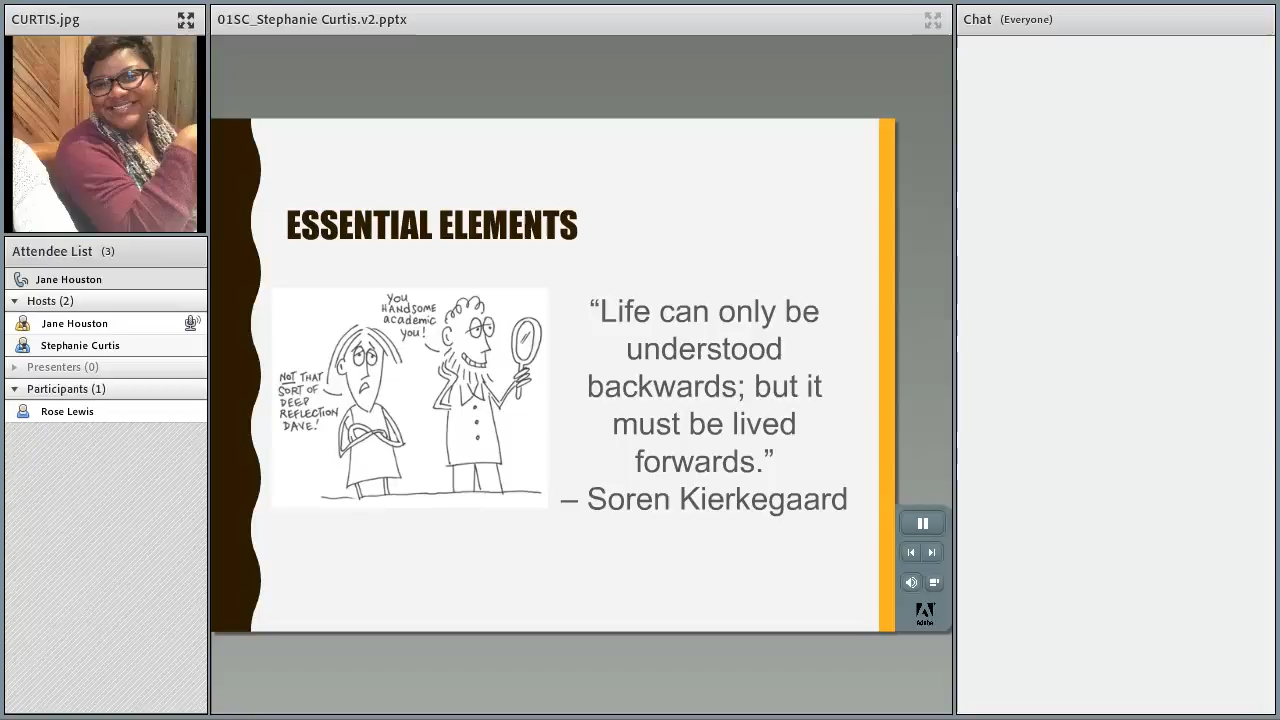 CURTIS.jpg
Attendee List (3)
Jane Houston
Hosts (2)
Jane Houston
Stephanie Curtis
Presenters (0)
Participants (1)
Rose Lewis
01SC_Stephanie Curtis.v2.pptx
ESSENTIAL ELEMENTS
YOU
HANDSOME
academic
you!
NOT THAT
SORT OF
DEEP
REFLECTION
DAVE!
“Life can only be
understood
backwards; but it
must be lived
forwards.”
– Soren Kierkegaard
Adobe
Chat (Everyone)